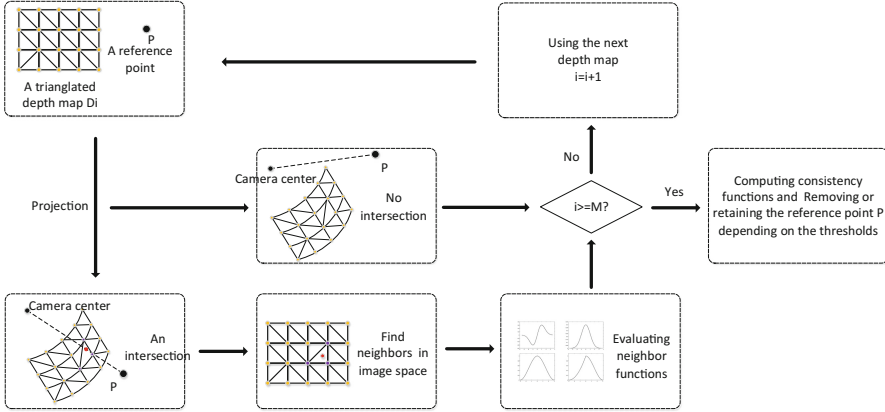 P
A reference
point
A trianglated
depth map Di
Using the next
depth map
i=i+1
No
Projection
P
Camera center
No
intersection
i>=M?
Yes
Computing consistency
functions and Removing or
retaining the reference point P
depending on the thresholds
Camera center
An
intersection
P
Find
neighbors in
image space
Evaluating
neighbor
functions